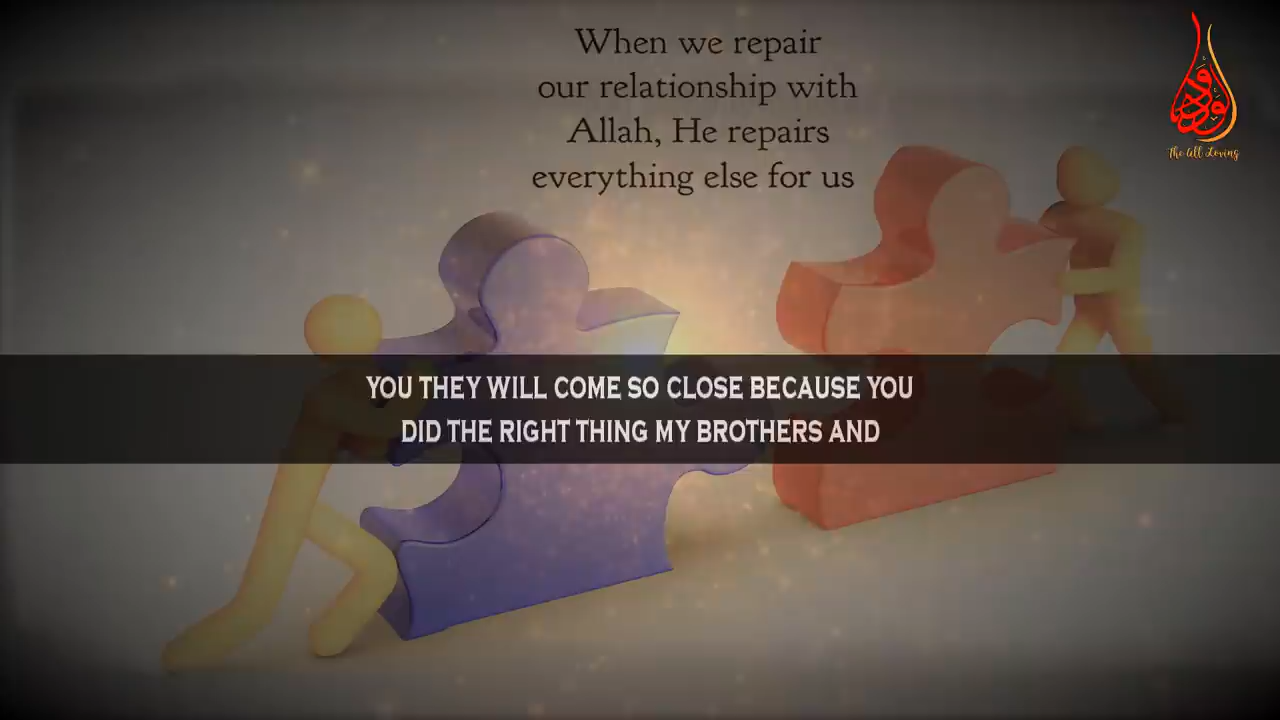 When we repair
our relationship with
Allah, He repairs
everything else for us
الودود
The All Loving
YOU THEY WILL COME SO CLOSE BECAUSE YOU
DID THE RIGHT THING MY BROTHERS AND